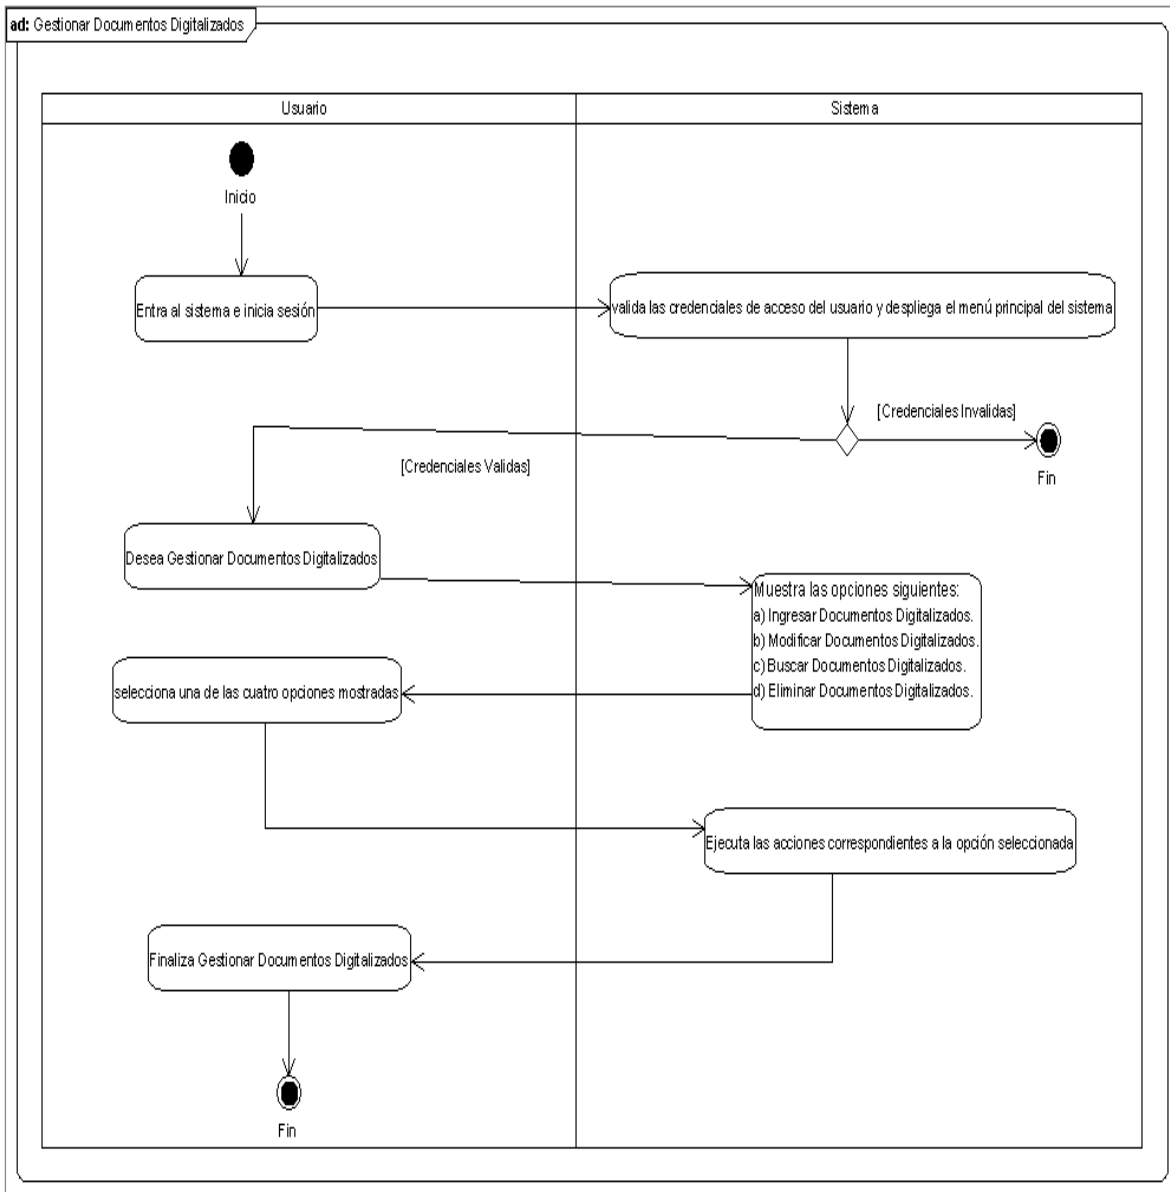 ad: Gestionar Documentos Digitalizados
Usuario
Sistema
Inicio
Entra al sistema e inicia sesión
valida las credenciales de acceso del usuario y despliega el menú principal del sistema
[Credenciales Invalidas]
[Credenciales Validas]
Fin
Desea Gestionar Documentos Digitalizados
Muestra las opciones siguientes:
a) Ingresar Documentos Digitalizados.
b) Modificar Documentos Digitalizados.
c) Buscar Documentos Digitalizados.
d) Eliminar Documentos Digitalizados.
selecciona una de las cuatro opciones mostradas
Ejecuta las acciones correspondientes a la opción seleccionada
Finaliza Gestionar Documentos Digitalizados
Fin